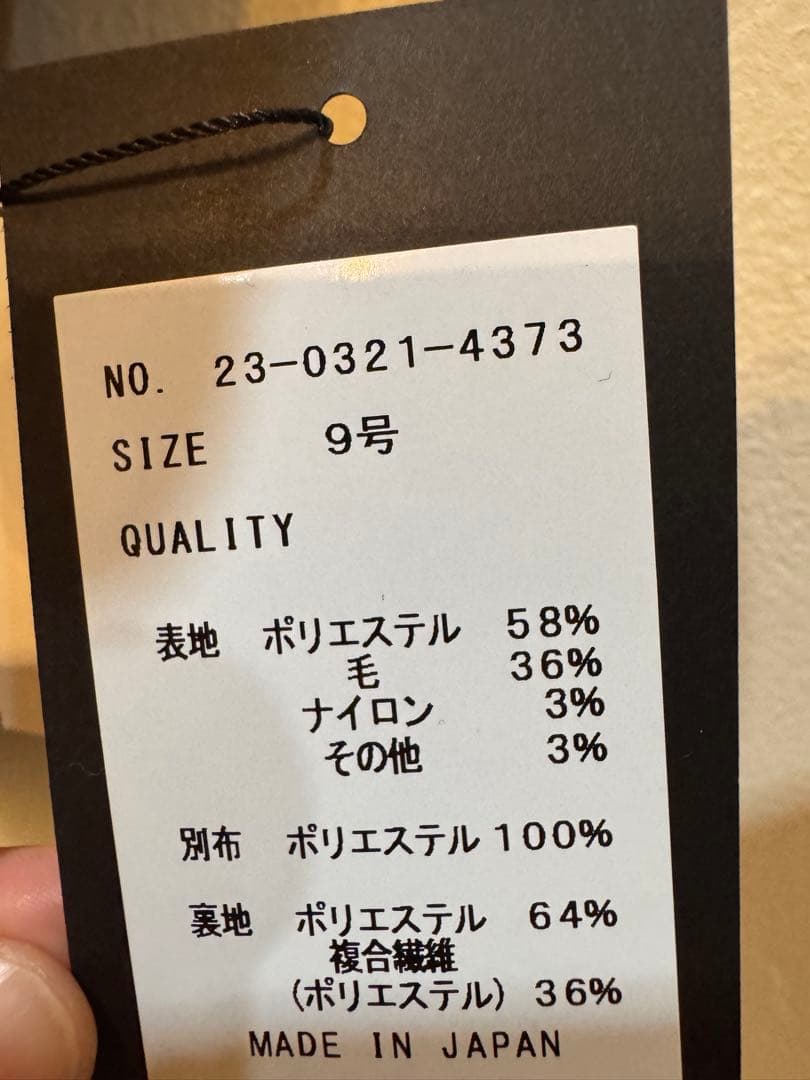 NO. 23-0321-4373
SIZE 9号
QUALITY
表地 ポリエステル 58%
毛 36%
ナイロン 3%
その他 3%
別布 ポリエステル 100%
裏地 ポリエステル 64%
複合繊維
(ポリエステル) 36%
MADE IN JAPAN